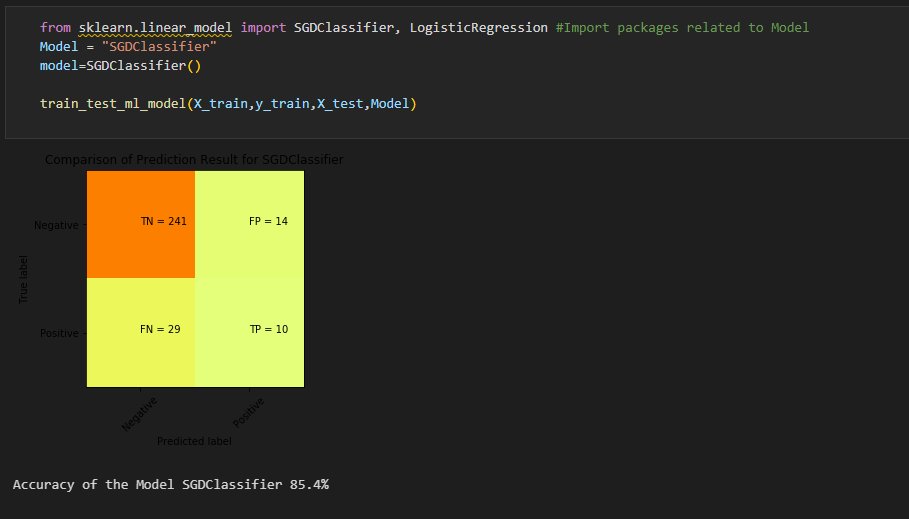 from sklearn.linear_model import SGDClassifier, LogisticRegression #Import packages related to Model
Model = "SGDClassifier"
model=SGDClassifier()
train_test_ml_model(X_train,y_train,X_test,Model)
Comparison of Prediction Result for SGDClassifier
TN = 241
FP = 14
Negative
True label
FN = 29
TP = 10
Positive
Negative
Positive
Predicted label
Accuracy of the Model SGDClassifier 85.4%